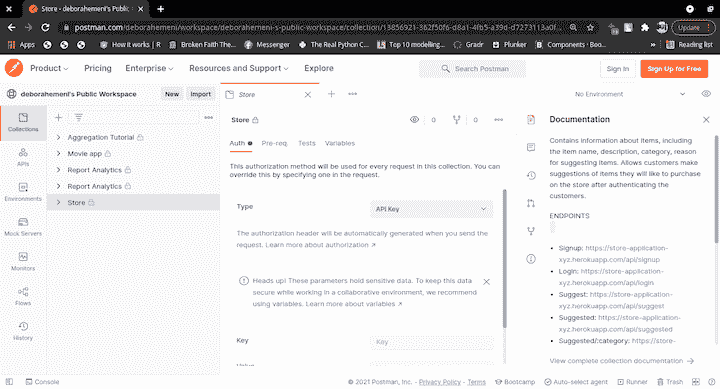 Store • deborahemeni's Public W
postman.com/deborahemeni/workspace/deborahemeni-s-public-workspace/collection/13856921-362f50f6-d8a1-4fb5-a39d-d7273113a0f
Update
Apps
How it works | R
Broken Faith The...
Messenger
The Real Python C...
Top 10 modelling...
Gradr
Plunker
Components · Boo...
»
Reading list
Product
Pricing
Enterprise
Resources and Support
Explore
Search Postman
Sign In
Sign Up for Free
deborahemeni's Public Workspace
New
Import
Store
No Environment
Collections
APIs
Environments
Mock Servers
Monitors
Flows
History
Aggregation Tutorial
Movie app
Report Analytics
Report Analytics
Store
Store
0
0
Auth
Pre-req.
Tests
Variables
This authorization method will be used for every request in this collection. You can
override this by specifying one in the request.
Type
API Key
The authorization header will be automatically generated when you send the
request. Learn more about authorization ↗
Heads up! These parameters hold sensitive data. To keep this data
secure while working in a collaborative environment, we recommend
using variables. Learn more about variables ↗
Key
Key
Value
Documentation
Contains information about items, including
the item name, description, category, reason
for suggesting items. Allows customers make
suggestions of items they will like to purchase
on the store after authenticating the
customers.
ENDPOINTS
• Signup: https://store-application-
xyz.herokuapp.com/api/signup
• Login: https://store-application-
xyz.herokuapp.com/api/login
• Suggest: https://store-application-
xyz.herokuapp.com/api/suggest
• Suggested: https://store-application-
xyz.herokuapp.com/api/suggested
• Suggested/:category: https://store-
View complete collection documentation →
Console
© 2021 Postman, Inc. - Privacy Policy - Terms
Bootcamp
Auto-select agent
Runner
Trash